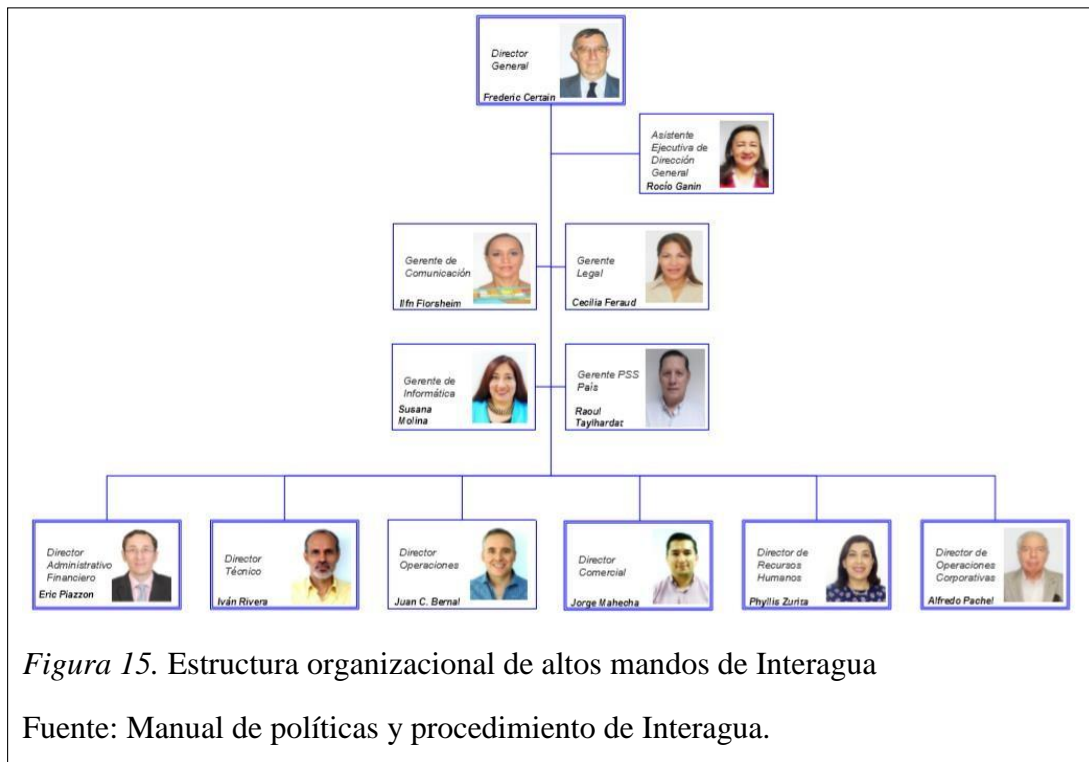 Director
General
Frederic Certain
Asistente
Ejecutiva de
Dirección
General
Rocío Ganin
Gerente de
Comunicación
Ilfn Florsheim
Gerente
Legal
Cecilia Feraud
Gerente de
Informática
Susana
Molina
Gerente PSS
País
Raoul
Taylhardat
Director
Administrativo
Financiero
Eric Piazzon
Director
Técnico
Iván Rivera
Director
Operaciones
Juan C. Bernal
Director
Comercial
Jorge Mahecha
Director de
Recursos
Humanos
Phyllis Zurita
Director de
Operaciones
Corporativas
Alfredo Pachel
Figura 15. Estructura organizacional de altos mandos de Interagua
Fuente: Manual de políticas y procedimiento de Interagua.